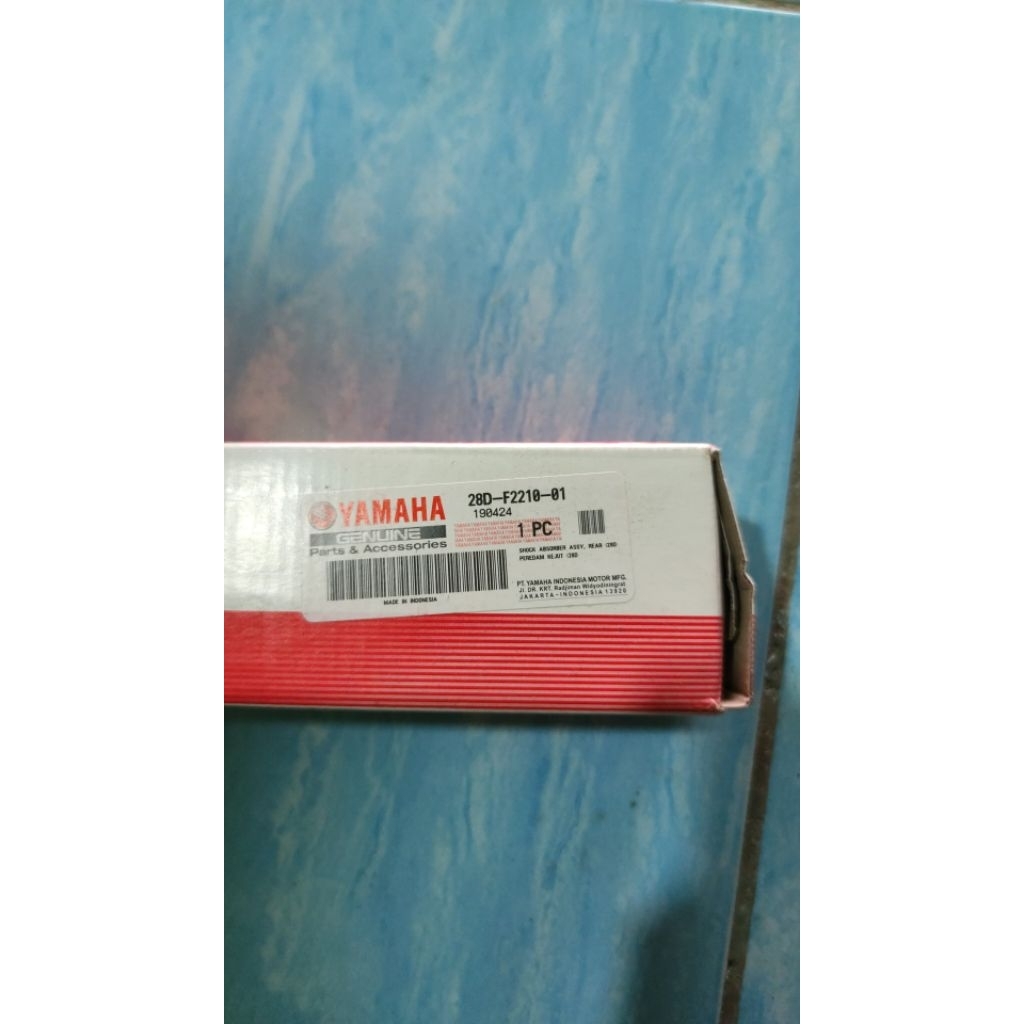 YAMAHA
GENUINE
Parts & Accessories
28D-F2210-01
190424
1 PC
SHOCK ABSORBER ASSY, REAR (28D
PEREDAM KEJUT (28D
MADE IN INDONESIA
PT. YAMAHA INDONESIA MOTOR MFG.
JL. DR. KRT. Radjiman Widyodiningrat
JAKARTA-INDONESIA 13920